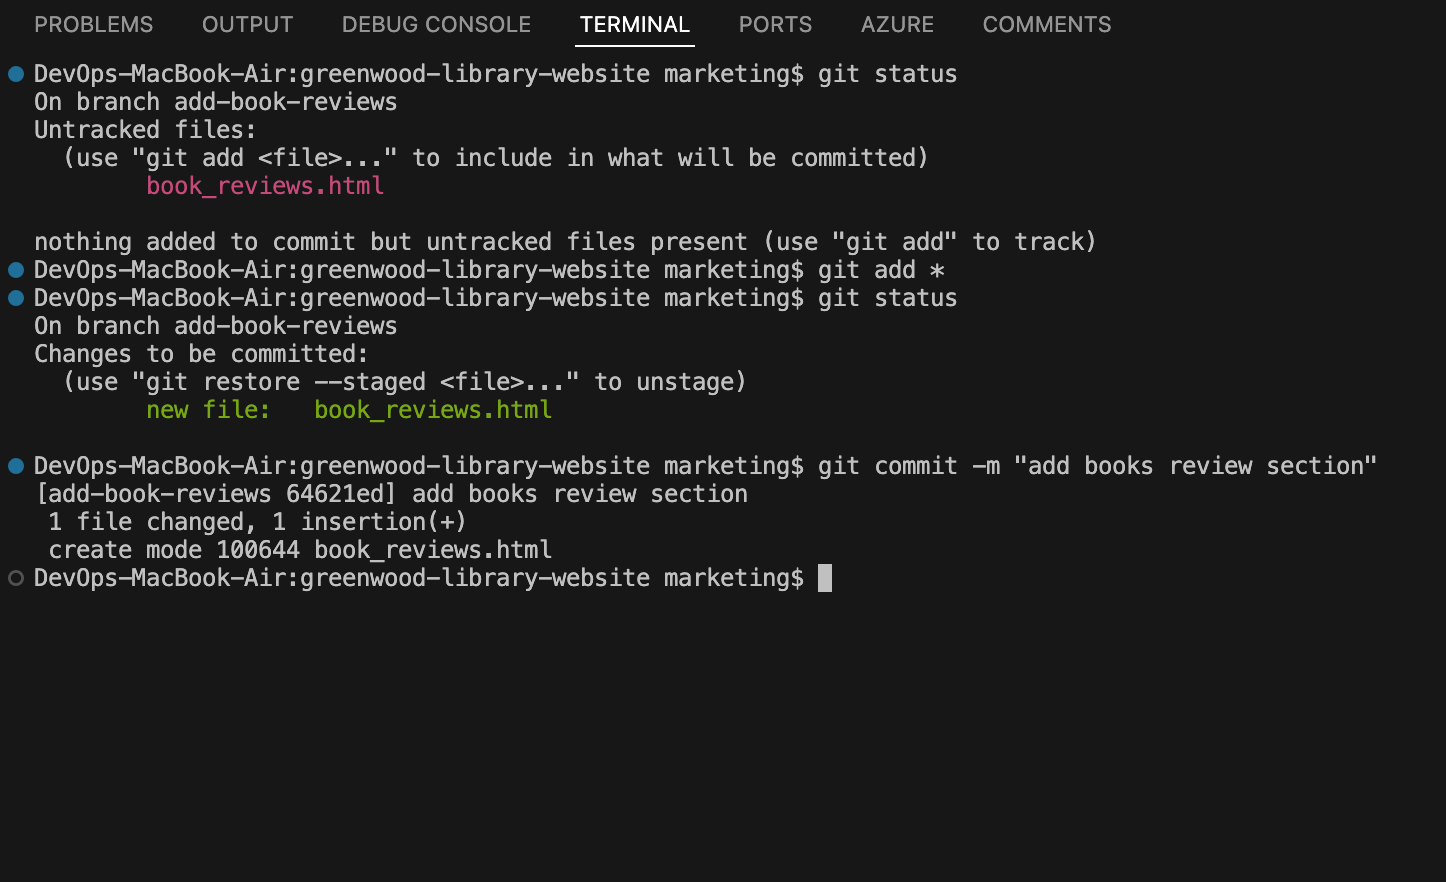 PROBLEMS OUTPUT DEBUG CONSOLE TERMINAL PORTS AZURE COMMENTS
DevOps-MacBook-Air:greenwood-library-website marketing$ git status
On branch add-book-reviews
Untracked files:
  (use "git add <file>..." to include in what will be committed)
        book_reviews.html

nothing added to commit but untracked files present (use "git add" to track)
DevOps-MacBook-Air:greenwood-library-website marketing$ git add *
DevOps-MacBook-Air:greenwood-library-website marketing$ git status
On branch add-book-reviews
Changes to be committed:
  (use "git restore --staged <file>..." to unstage)
        new file:   book_reviews.html

DevOps-MacBook-Air:greenwood-library-website marketing$ git commit -m "add books review section"
[add-book-reviews 64621ed] add books review section
 1 file changed, 1 insertion(+)
 create mode 100644 book_reviews.html
DevOps-MacBook-Air:greenwood-library-website marketing$